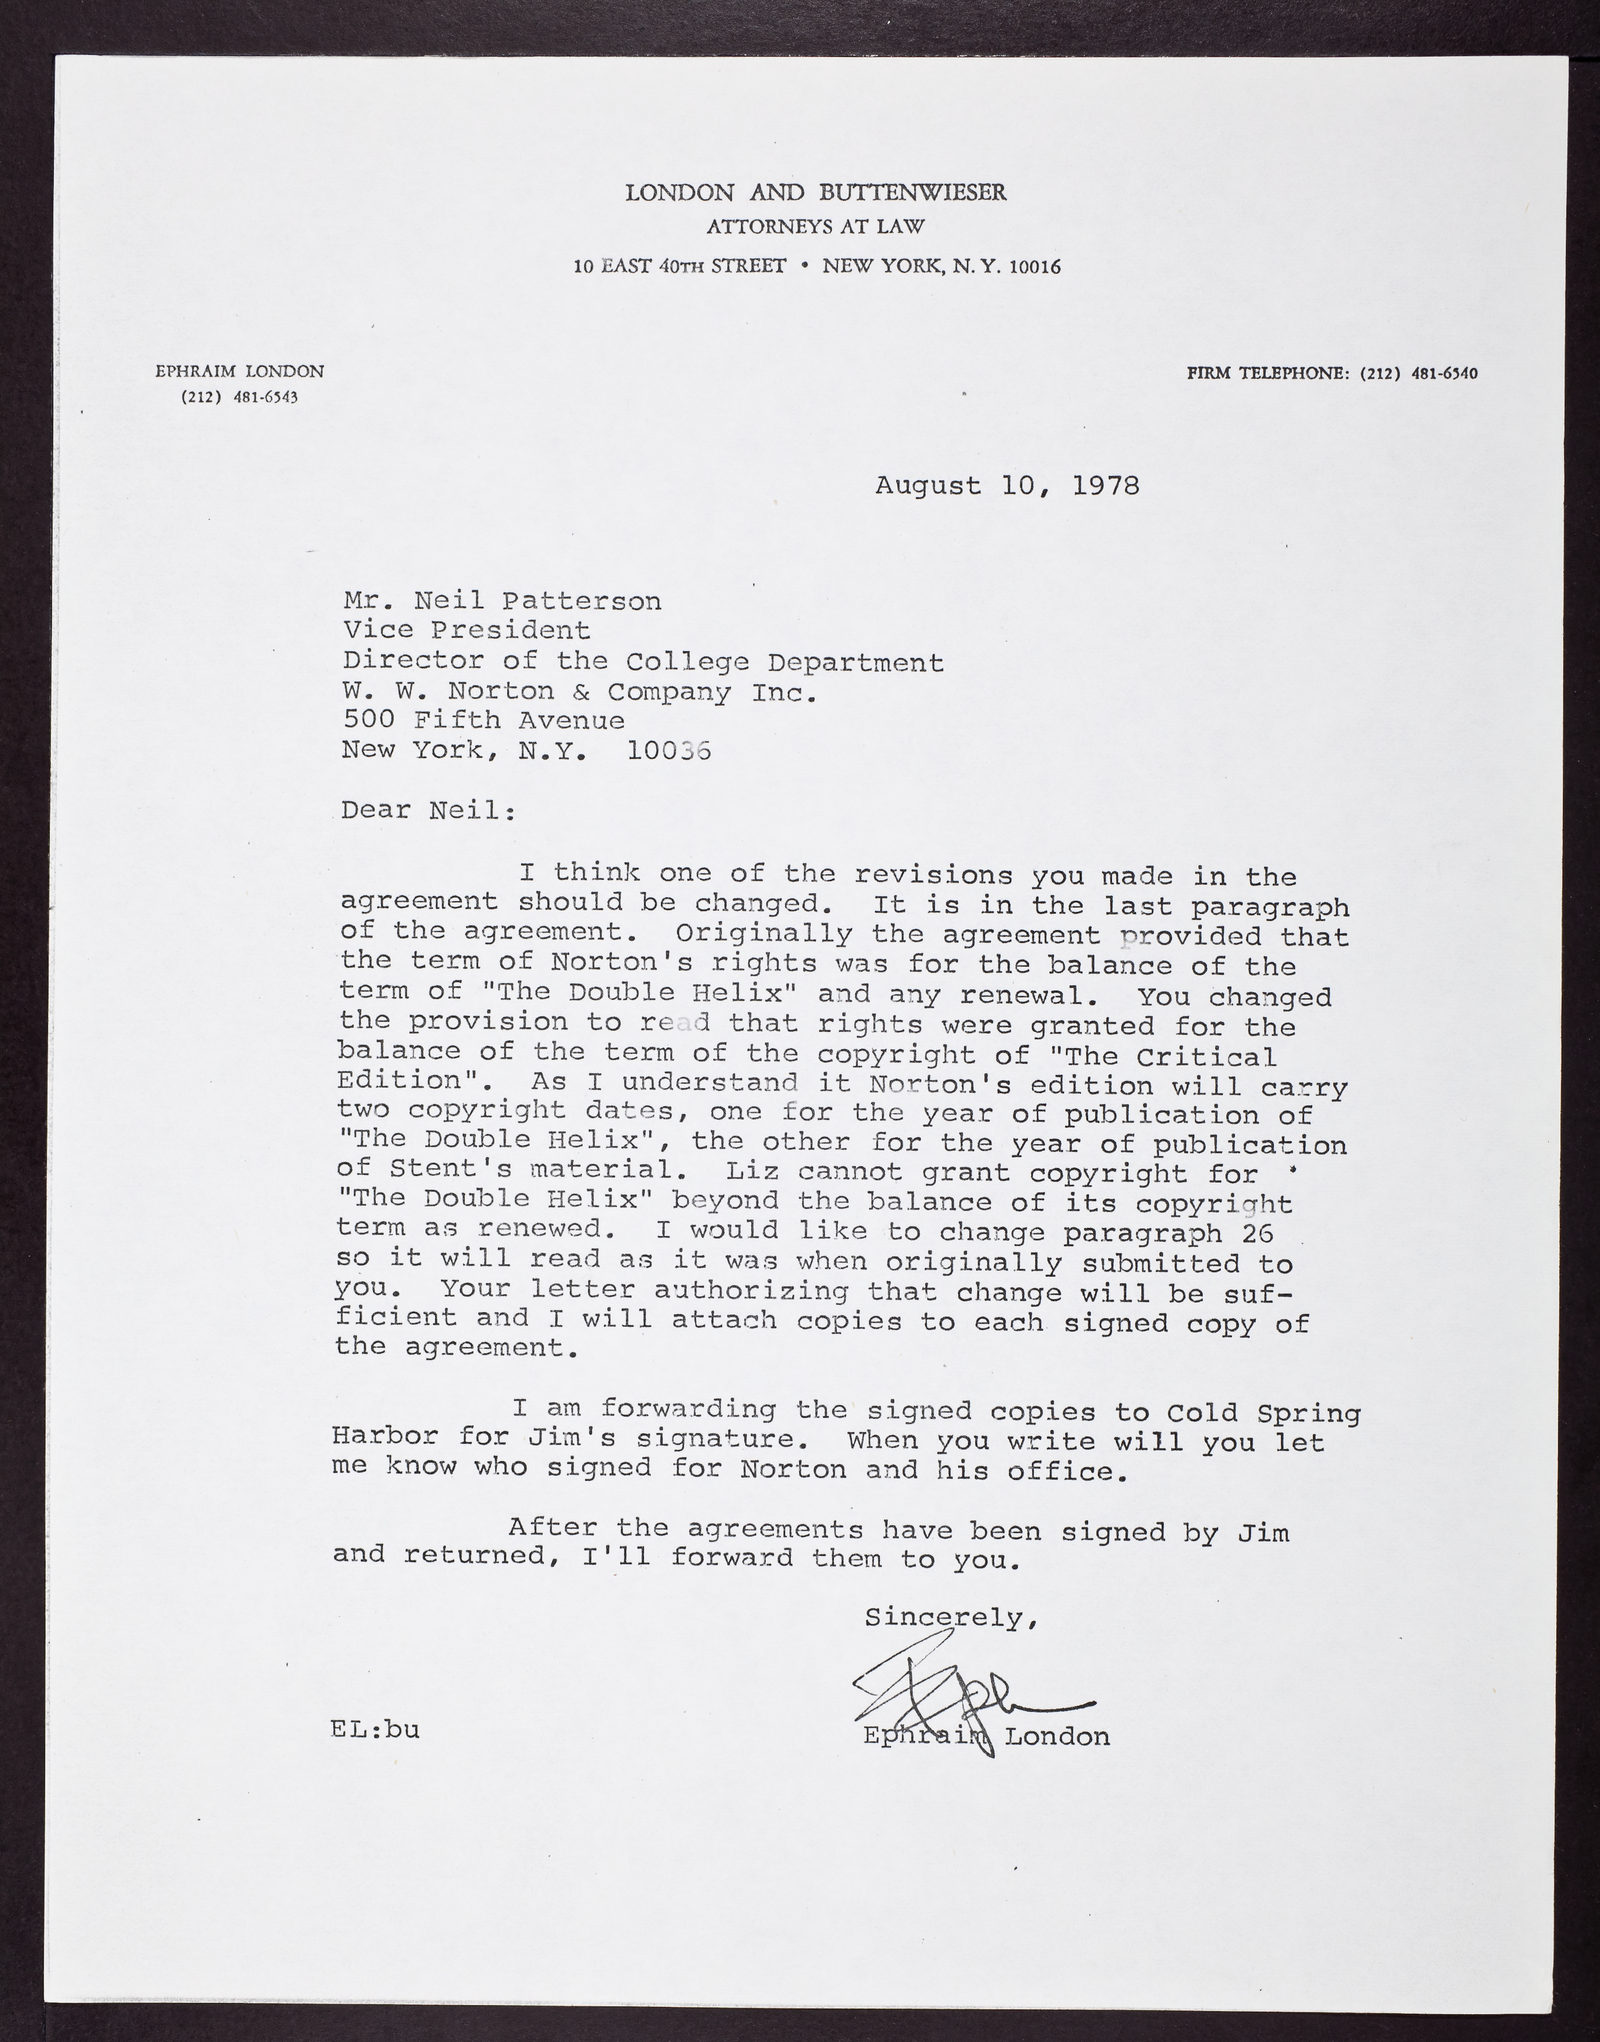 LONDON AND BUTTENWIESER
ATTORNEYS AT LAW
10 EAST 40TH STREET • NEW YORK, N. Y. 10016
EPHRAIM LONDON
(212) 481-6543
FIRM TELEPHONE: (212) 481-6540
August 10, 1978
Mr. Neil Patterson
Vice President
Director of the College Department
W. W. Norton & Company Inc.
500 Fifth Avenue
New York, N.Y. 10036
Dear Neil:
I think one of the revisions you made in the
agreement should be changed. It is in the last paragraph
of the agreement. Originally the agreement provided that
the term of Norton's rights was for the balance of the
term of "The Double Helix" and any renewal. You changed
the provision to read that rights were granted for the
balance of the term of the copyright of "The Critical
Edition". As I understand it Norton's edition will carry
two copyright dates, one for the year of publication of
"The Double Helix", the other for the year of publication
of Stent's material. Liz cannot grant copyright for
"The Double Helix" beyond the balance of its copyright
term as renewed. I would like to change paragraph 26
so it will read as it was when originally submitted to
you. Your letter authorizing that change will be suf-
ficient and I will attach copies to each signed copy of
the agreement.
I am forwarding the signed copies to Cold Spring
Harbor for Jim's signature. When you write will you let
me know who signed for Norton and his office.
After the agreements have been signed by Jim
and returned, I'll forward them to you.
Sincerely,
Eph
Ephraim London
EL:bu